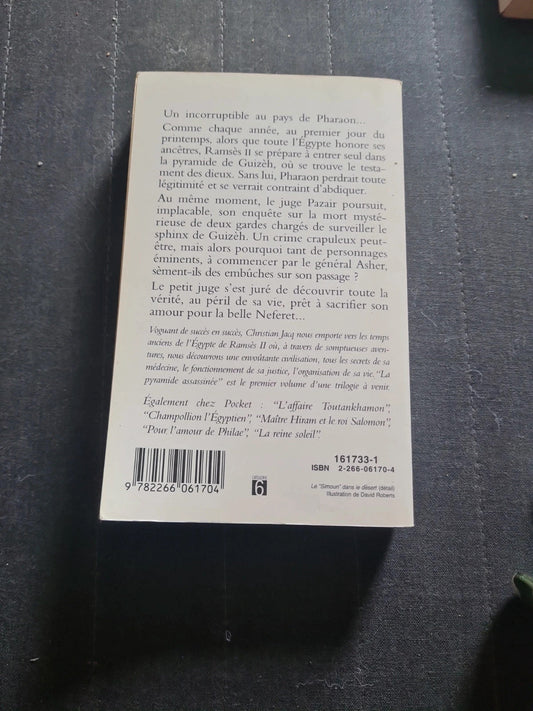 Un incorruptible au pays de Pharaon...
Comme chaque année, au premier jour du
printemps, alors que toute l'Égypte honore ses
ancêtres, Ramsès II se prépare à entrer seul dans
la pyramide de Guizèh, où se trouve le testa-
ment des dieux. Sans lui, Pharaon perdrait toute
légitimité et se verrait contraint d'abdiquer.
Au même moment, le juge Pazair poursuit,
implacable, son enquête sur la mort mysté-
rieuse de deux gardes chargés de surveiller le
sphinx de Guizèh. Un crime crapuleux peut-
être, mais alors pourquoi tant de personnages
éminents, à commencer par le général Asher,
sèment-ils des embûches sur son passage ?
Le petit juge s'est juré de découvrir toute la
vérité, au péril de sa vie, prêt à sacrifier son
amour pour la belle Neferet...
Voguant de succès en succès, Christian Jacq nous emporte vers les temps
anciens de l'Égypte de Ramsès II où, à travers de somptueuses aven-
tures, nous découvrons une envoûtante civilisation, tous les secrets de sa
médecine, le fonctionnement de sa justice, l'organisation de sa vie. "La
pyramide assassinée" est le premier volume d'une trilogie à venir.
Également chez Pocket : "L'affaire Toutankhamon",
"Champollion l'Égyptien", "Maître Hiram et le roi Salomon",
"Pour l'amour de Philae", "La reine soleil".
161733-1
ISBN 2-266-06170-4
9 782266 061704
6
Le "Simoun" dans le désert (détail)
Illustration de David Roberts